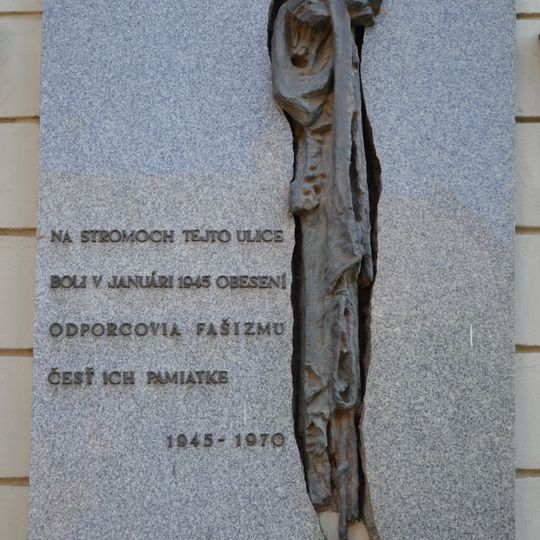 NA STROMOCH TEJTO ULICE
BOLI V JANUÁRI 1945 OBESENÍ
ODPORCOVIA FAŠIZMU
ČESŤ ICH PAMIATKE
1945-1970